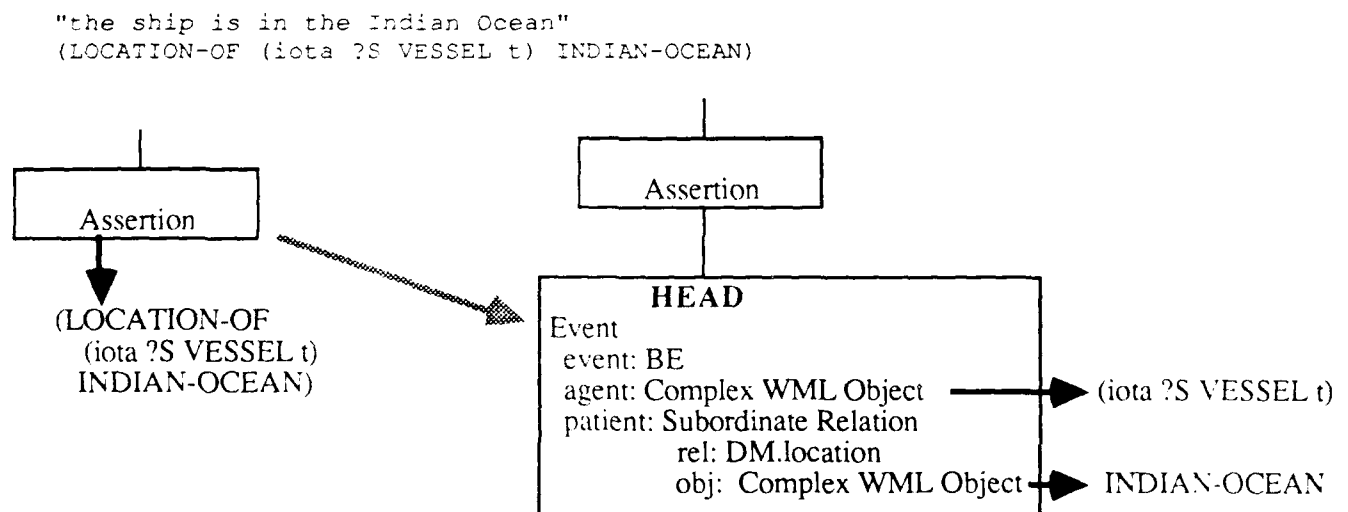 "the ship is in the Indian Ocean"
(LOCATION-OF (iota ?S VESSEL t) INDIAN-OCEAN)
Assertion
(LOCATION-OF
(iota ?S VESSEL t)
INDIAN-OCEAN)
Assertion
HEAD
Event
event: BE
agent: Complex WML Object
(iota ?S VESSEL t)
patient: Subordinate Relation
rel: DM.location
obj: Complex WML Object
INDIAN-OCEAN